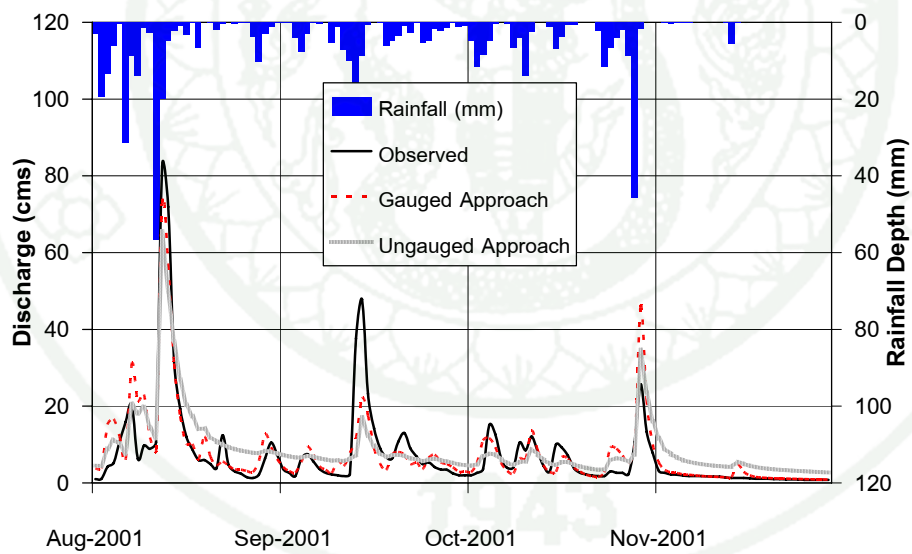 120
100
80
60
40
20
0
Discharge (cms)
0
20
40
60
80
100
120
Rainfall Depth (mm)
Rainfall (mm)
Observed
Gauged Approach
Ungauged Approach
Aug-2001
Sep-2001
Oct-2001
Nov-2001
1943